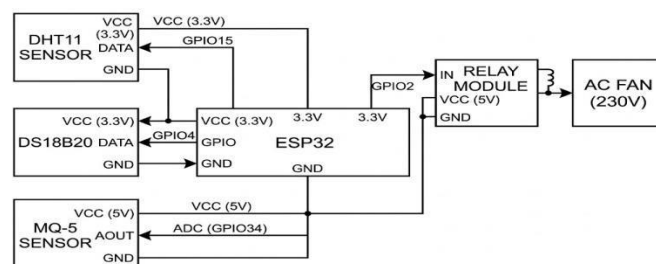 DHT11
SENSOR
VCC
(3.3V)
DATA
GND
VCC (3.3V)
GPIO15
DS18B20
VCC (3.3V)
DATA
GND
GPIO4
VCC (3.3V)
GPIO
GND
3.3V
3.3V
ESP32
GND
GPIO2
IN
RELAY
MODULE
VCC (5V)
GND
AC FAN
(230V)
MQ-5
SENSOR
VCC (5V)
AOUT
GND
VCC (5V)
ADC (GPIO34)